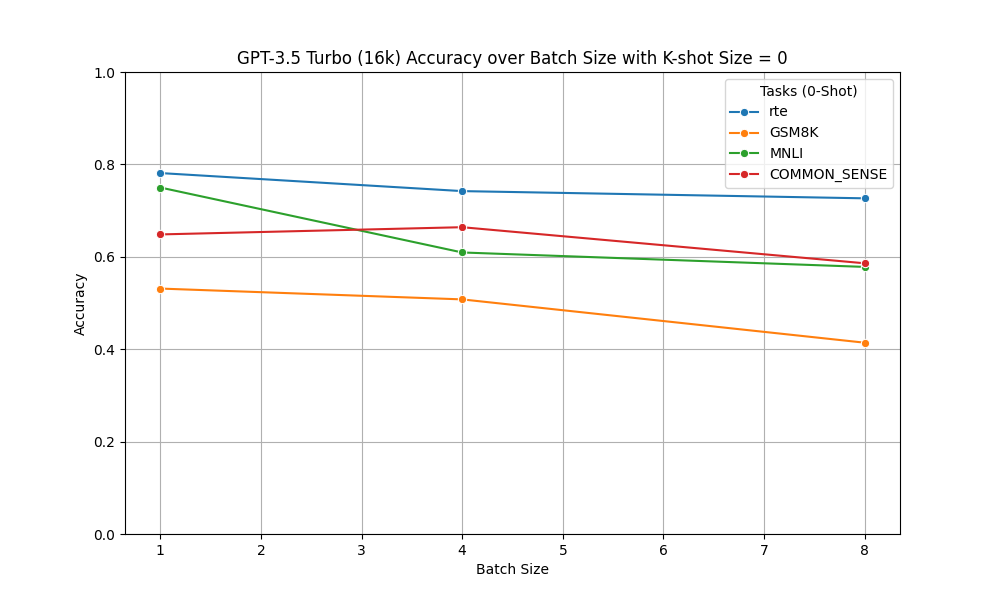 GPT-3.5 Turbo (16k) Accuracy over Batch Size with K-shot Size = 0
Tasks (0-Shot)
rte
GSM8K
MNLI
COMMON_SENSE
Accuracy
1.0
0.8
0.6
0.4
0.2
0.0
1 2 3 4 5 6 7 8
Batch Size